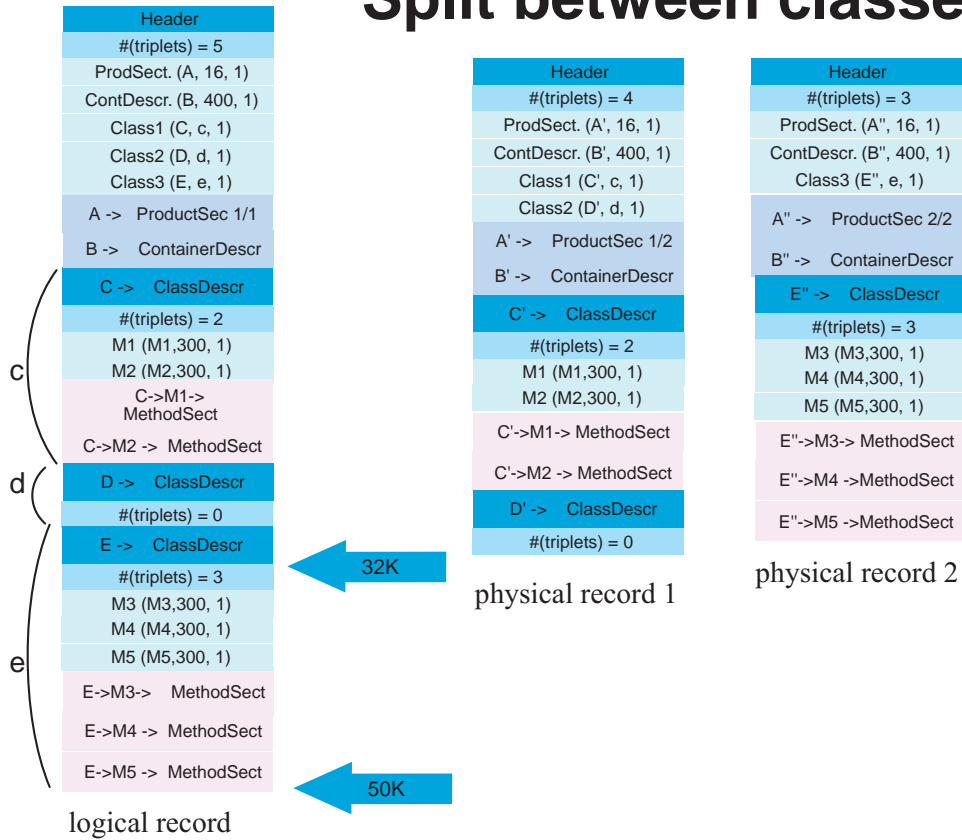 Split between classe
Header
#(triplets) = 5
ProdSect. (A, 16, 1)
ContDescr. (B, 400, 1)
Class1 (C, c, 1)
Class2 (D, d, 1)
Class3 (E, e, 1)
A -> ProductSec 1/1
B -> ContainerDescr
C -> ClassDescr
#(triplets) = 2
M1 (M1,300, 1)
M2 (M2,300, 1)
C->M1->
MethodSect
C->M2 -> MethodSect
D -> ClassDescr
#(triplets) = 0
E -> ClassDescr
#(triplets) = 3
M3 (M3,300, 1)
M4 (M4,300, 1)
M5 (M5,300, 1)
E->M3-> MethodSect
E->M4 -> MethodSect
E->M5 -> MethodSect
c
d
e
logical record
32K
50K
Header
#(triplets) = 4
ProdSect. (A', 16, 1)
ContDescr. (B', 400, 1)
Class1 (C', c, 1)
Class2 (D', d, 1)
A' -> ProductSec 1/2
B' -> ContainerDescr
C' -> ClassDescr
#(triplets) = 2
M1 (M1,300, 1)
M2 (M2,300, 1)
C'->M1-> MethodSect
C'->M2 -> MethodSect
D' -> ClassDescr
#(triplets) = 0
physical record 1
Header
#(triplets) = 3
ProdSect. (A", 16, 1)
ContDescr. (B", 400, 1)
Class3 (E", e, 1)
A" -> ProductSec 2/2
B" -> ContainerDescr
E" -> ClassDescr
#(triplets) = 3
M3 (M3,300, 1)
M4 (M4,300, 1)
M5 (M5,300, 1)
E"->M3-> MethodSect
E"->M4 ->MethodSect
E"->M5 ->MethodSect
physical record 2